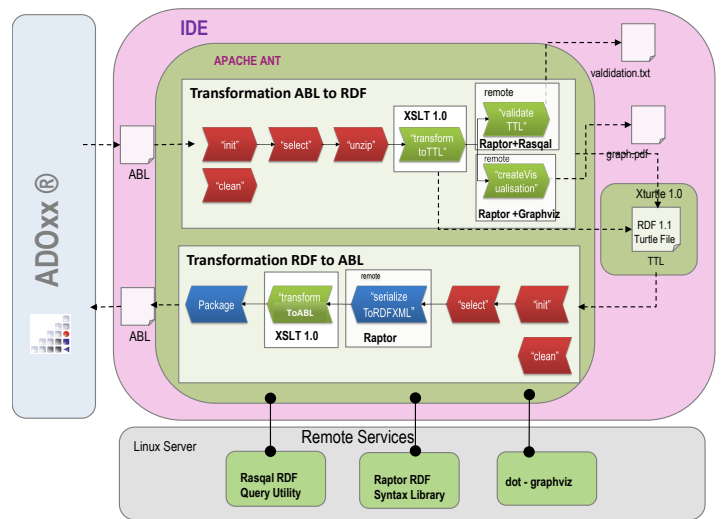 IDE
APACHE ANT
valdidation.txt
Transformation ABL to RDF
remote
XSLT 1.0
“validate
TTL”
“init”
“select”
“unzip”
“transform
toTTL”
Raptor+Rasqal
remote
graph.pdf
ABL
“clean”
“createVis
ualisation”
Raptor +Graphviz
Xturtle 1.0
RDF 1.1
Turtle File
TTL
ADOxx ®
Transformation RDF to ABL
remote
Package
“transform
ToABL
“serialize
ToRDFXML”
“select”
“init”
ABL
XSLT 1.0
Raptor
“clean”
Remote Services
Linux Server
Rasqal RDF
Query Utility
Raptor RDF
Syntax Library
dot - graphviz